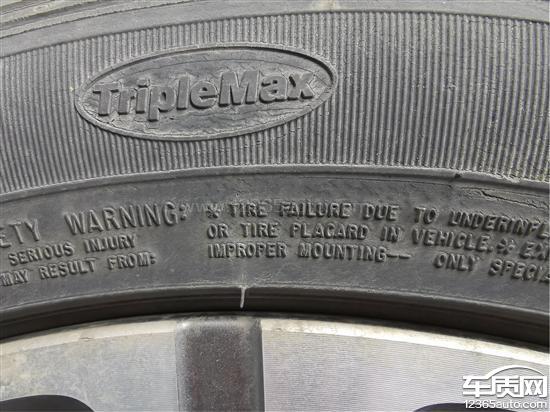 TripleMax
ETY WARNING: * TIRE FAILURE DUE TO UNDERINFL
SERIOUS INJURY OR TIRE PLACARD IN VEHICLE.* EX
MAY RESULT FROM: IMPROPER MOUNTING— ONLY SPECIA
车质网
12365auto.com